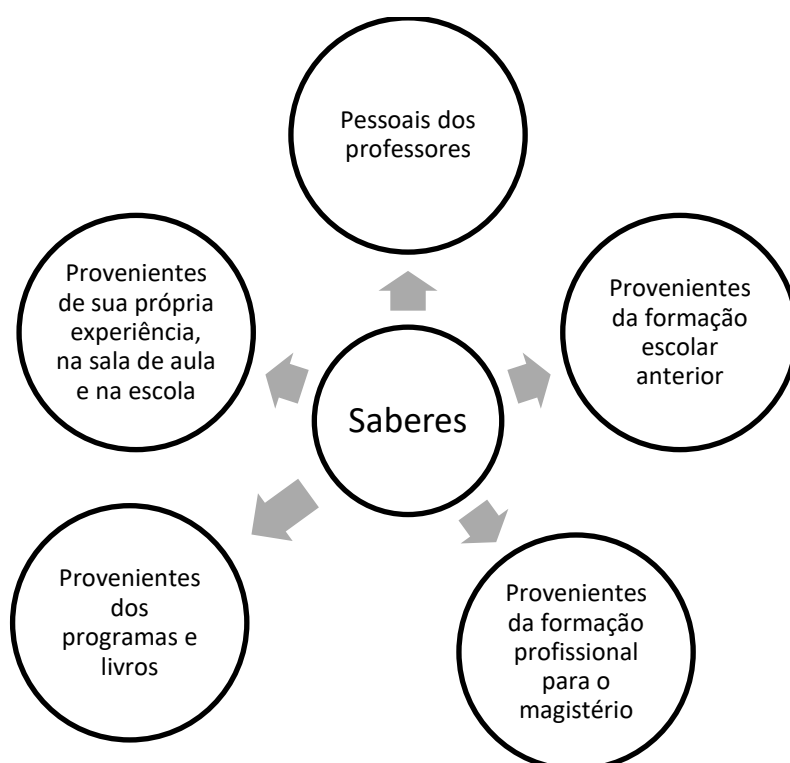 Pessoais dos
professores
Provenientes
da formação
escolar
anterior
Provenientes
da formação
profissional
para o
magistério
Provenientes
dos
programas e
livros
Provenientes
de sua própria
experiência,
na sala de aula
e na escola
Saberes